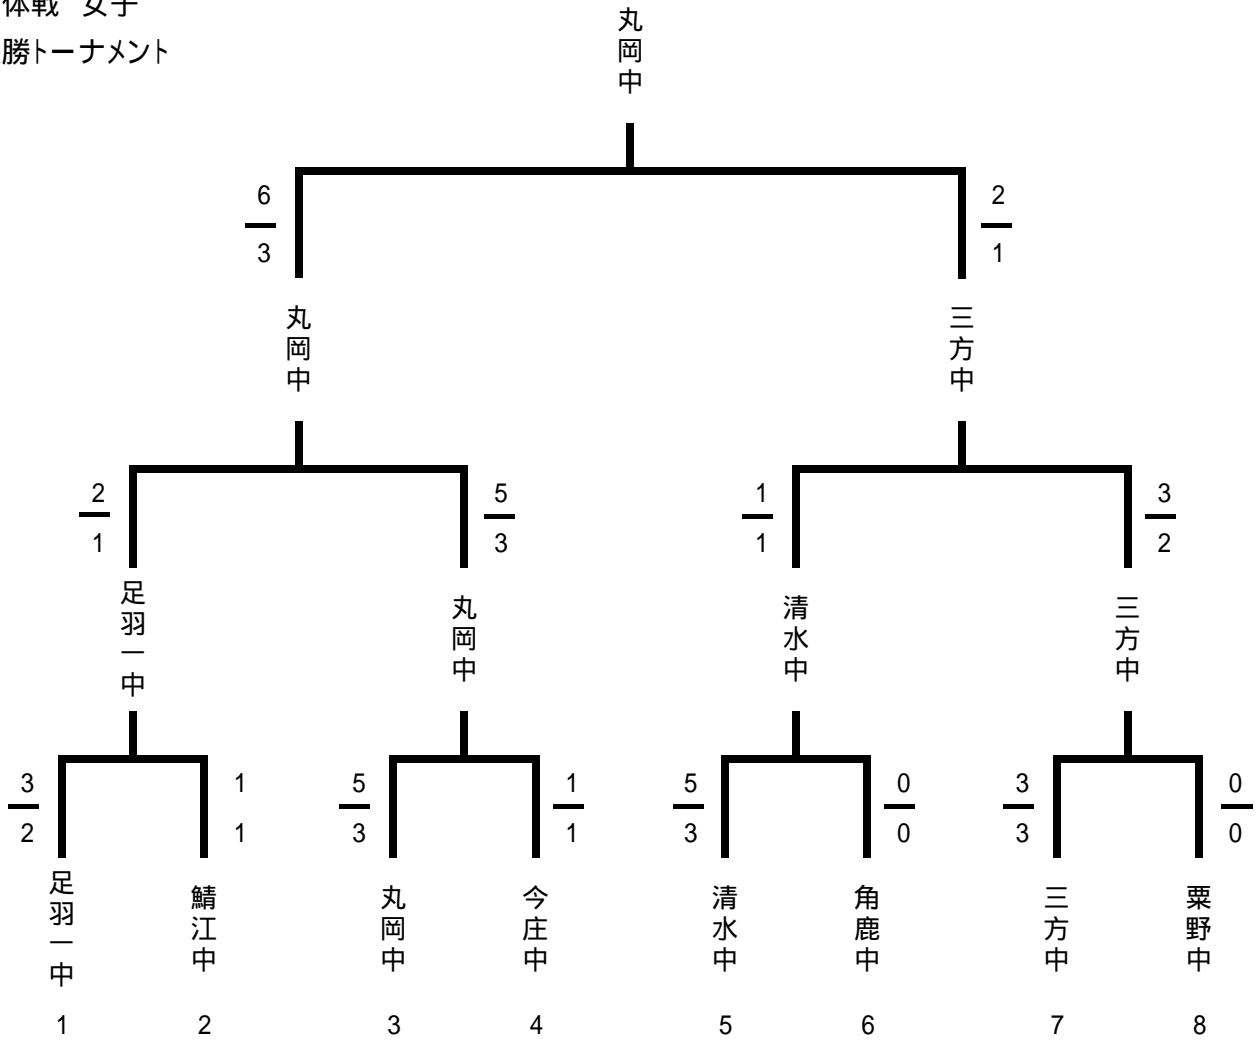 体戦 女子
勝トーナメント
丸岡中
6 2
3 1
丸岡中 三方中
2 5 1 3
1 3 1 2
足羽一中 丸岡中 清水中 三方中
3 1 5 1 5 0 3 0
2 1 3 1 3 0 3 0
足羽一中 鯖江中 丸岡中 今庄中 清水中 角鹿中 三方中 粟野中
1 2 3 4 5 6 7 8